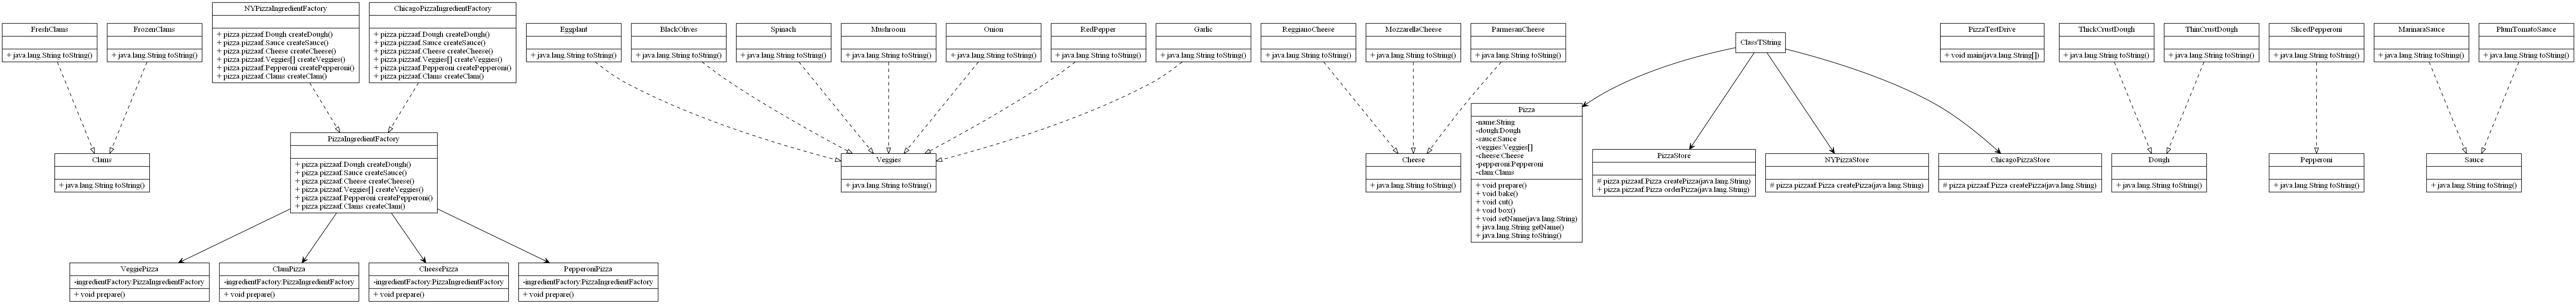 FreshClams
+ java.lang.String toString()
FrozenClams
+ java.lang.String toString()
NYPizzaIngredientFactory
+ pizza.pizzaaf.Dough createDough()
+ pizza.pizzaaf.Sauce createSauce()
+ pizza.pizzaaf.Cheese createCheese()
+ pizza.pizzaaf.Veggies[] createVeggies()
+ pizza.pizzaaf.Pepperoni createPepperoni()
+ pizza.pizzaaf.Clams createClam()
ChicagoPizzaIngredientFactory
+ pizza.pizzaaf.Dough createDough()
+ pizza.pizzaaf.Sauce createSauce()
+ pizza.pizzaaf.Cheese createCheese()
+ pizza.pizzaaf.Veggies[] createVeggies()
+ pizza.pizzaaf.Pepperoni createPepperoni()
+ pizza.pizzaaf.Clams createClam()
Eggplant
+ java.lang.String toString()
BlackOlives
+ java.lang.String toString()
Spinach
+ java.lang.String toString()
Mushroom
+ java.lang.String toString()
Onion
+ java.lang.String toString()
RedPepper
+ java.lang.String toString()
Garlic
+ java.lang.String toString()
ReggianoCheese
+ java.lang.String toString()
MozzarellaCheese
+ java.lang.String toString()
ParmesanCheese
+ java.lang.String toString()
ClassTString
PizzaTestDrive
+ void main(java.lang.String[])
ThickCrustDough
+ java.lang.String toString()
ThinCrustDough
+ java.lang.String toString()
SlicedPepperoni
+ java.lang.String toString()
MarinaraSauce
+ java.lang.String toString()
PlumTomatoSauce
+ java.lang.String toString()
Clams
+ java.lang.String toString()
PizzaIngredientFactory
+ pizza.pizzaaf.Dough createDough()
+ pizza.pizzaaf.Sauce createSauce()
+ pizza.pizzaaf.Cheese createCheese()
+ pizza.pizzaaf.Veggies[] createVeggies()
+ pizza.pizzaaf.Pepperoni createPepperoni()
+ pizza.pizzaaf.Clams createClam()
Veggies
+ java.lang.String toString()
Cheese
+ java.lang.String toString()
Pizza
-name:String
-dough:Dough
-sauce:Sauce
-veggies:Veggies[]
-cheese:Cheese
-pepperoni:Pepperoni
-clam:Clams
+ void prepare()
+ void bake()
+ void cut()
+ void box()
+ void setName(java.lang.String)
+ java.lang.String getName()
+ java.lang.String toString()
PizzaStore
# pizza.pizzaaf.Pizza createPizza(java.lang.String)
+ pizza.pizzaaf.Pizza orderPizza(java.lang.String)
NYPizzaStore
# pizza.pizzaaf.Pizza createPizza(java.lang.String)
ChicagoPizzaStore
# pizza.pizzaaf.Pizza createPizza(java.lang.String)
Dough
+ java.lang.String toString()
Pepperoni
+ java.lang.String toString()
Sauce
+ java.lang.String toString()
VeggiePizza
-ingredientFactory:PizzaIngredientFactory
+ void prepare()
ClamPizza
-ingredientFactory:PizzaIngredientFactory
+ void prepare()
CheesePizza
-ingredientFactory:PizzaIngredientFactory
+ void prepare()
PepperoniPizza
-ingredientFactory:PizzaIngredientFactory
+ void prepare()